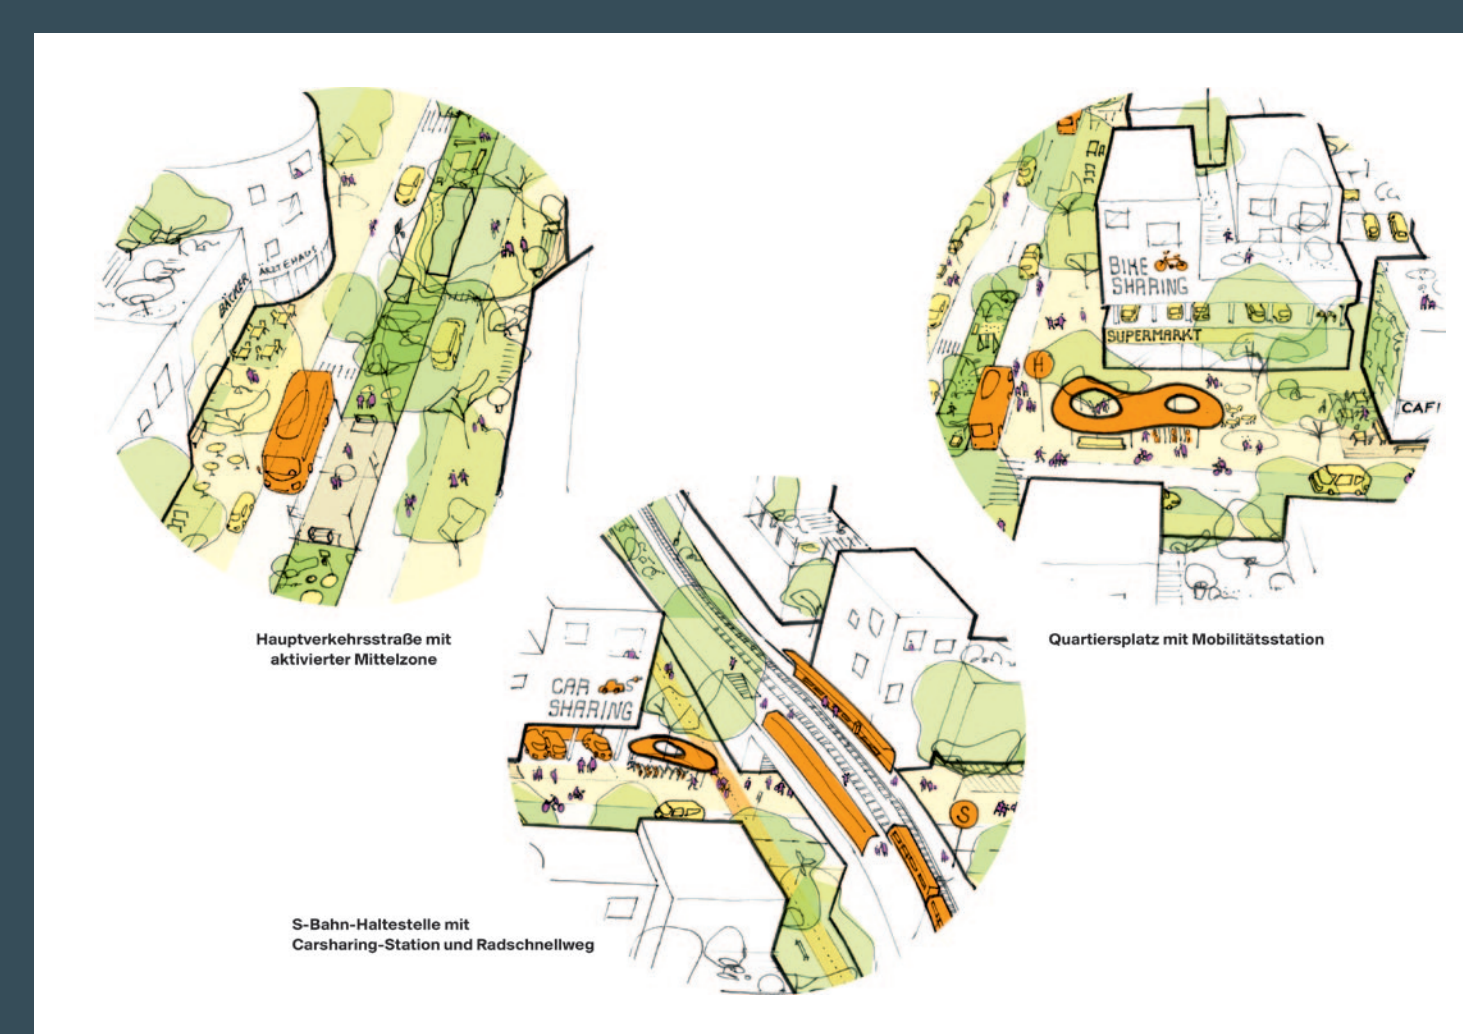 BÄCKER
ÄRZTEHAUS
Hauptverkehrsstraße mit
aktivierter Mittelzone
BIKE
SHARING
SUPERMARKT
H
CAF
Quartiersplatz mit Mobilitätsstation
CAR
SHARING
S
S-Bahn-Haltestelle mit
Carsharing-Station und Radschnellweg